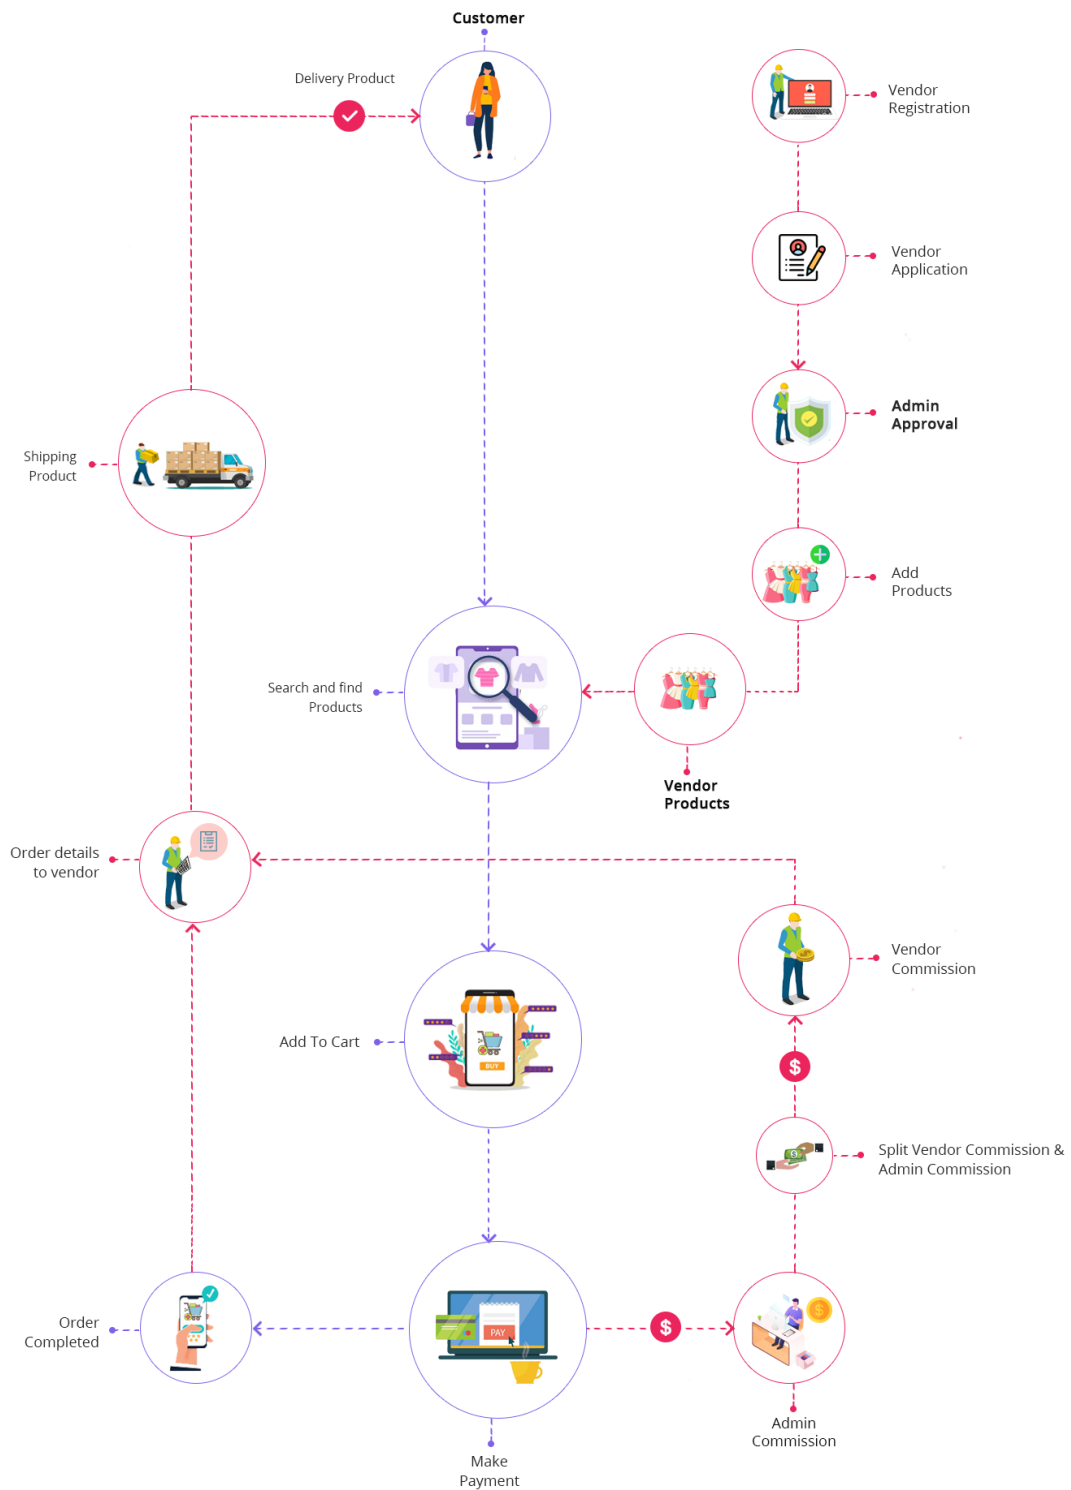 Customer
Delivery Product
Vendor
Registration
Vendor
Application
Admin
Approval
Shipping
Product
Add
Products
Search and find
Products
Vendor
Products
Order details
to vendor
Vendor
Commission
Add To Cart
BUY
Split Vendor Commission &
Admin Commission
$
$
Order
Completed
PAY
$
$
Admin
Commission
Make
Payment